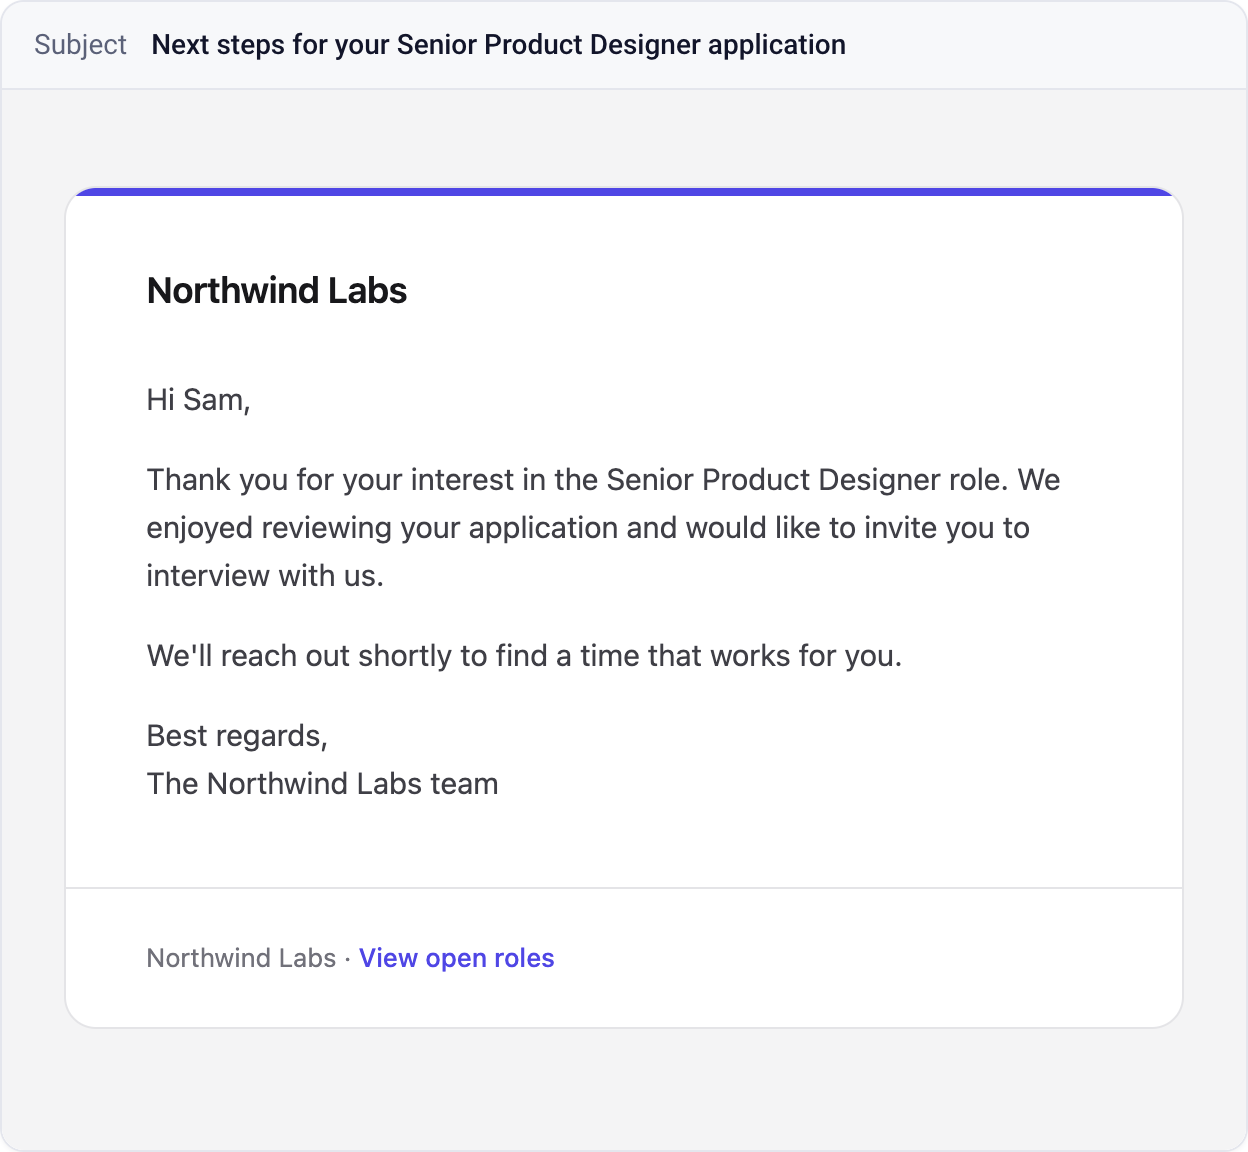 Subject Next steps for your Senior Product Designer application
Northwind Labs
Hi Sam,
Thank you for your interest in the Senior Product Designer role. We
enjoyed reviewing your application and would like to invite you to
interview with us.
We'll reach out shortly to find a time that works for you.
Best regards,
The Northwind Labs team
Northwind Labs · View open roles